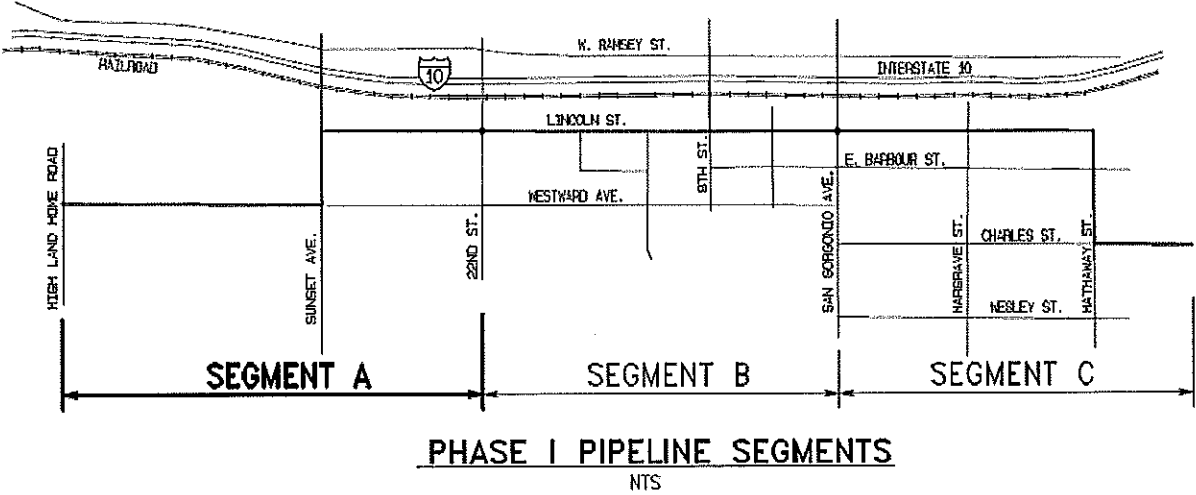 W. RAMSEY ST.
RAILROAD
10
INTERSTATE 10
LINCOLN ST.
8TH ST.
E. BARBOUR ST.
HIGH LAND HOME ROAD
WESTWARD AVE.
SUNSET AVE.
22ND ST.
SAN GORGONIO AVE.
HARGRAVE ST.
CHARLES ST.
HATHAWAY ST.
WESLEY ST.
SEGMENT A
SEGMENT B
SEGMENT C
PHASE I PIPELINE SEGMENTS
NTS